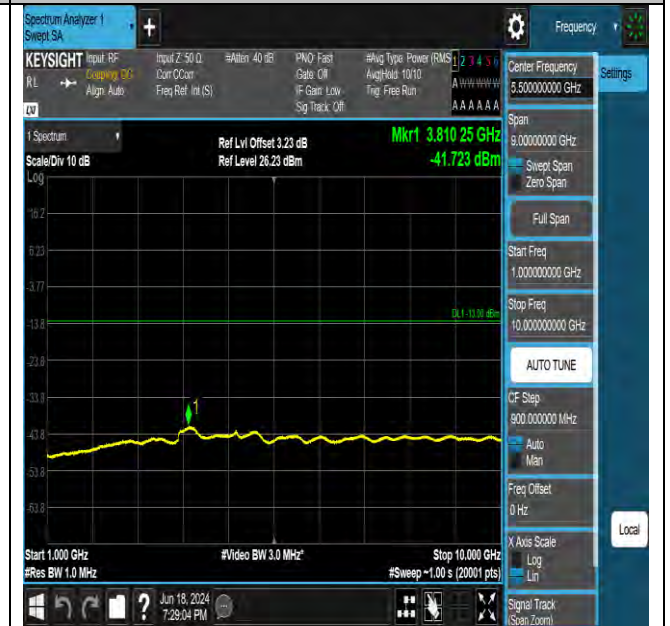 Spectrum Analyzer 1
Swept SA
+
Frequency
KEYSIGHT
RL
Input: RF
Coupling: DC
Align: Auto
Input Z: 50 Ω
Corr CCorr
Freq Ref: Int (S)
#Atten: 40 dB
PNO: Fast
Gate: Off
IF Gain: Low
Sig Track: Off
#Avg Type: Power (RMS
Avg|Hold: 10/10
Trig: Free Run
1 2 3 4 5 6
A W W W W W
A A A A A A
Center Frequency
5.500000000 GHz
Settings
Span
9.00000000 GHz
Swept Span
Zero Span
Full Span
Start Freq
1.000000000 GHz
Stop Freq
10.000000000 GHz
AUTO TUNE
CF Step
900.000000 MHz
Auto
Man
Freq Offset
0 Hz
X Axis Scale
Log
Lin
Signal Track
(Span Zoom)
Local
1 Spectrum
Scale/Div 10 dB
Log
Ref Lvl Offset 3.23 dB
Ref Level 26.23 dBm
Mkr1 3.810 25 GHz
-41.723 dBm
16.2
6.23
-3.77
-13.8
-23.8
-33.8
-43.8
-53.8
-63.8
DL1 -13.00 dBm
1
Start 1.000 GHz
#Res BW 1.0 MHz
#Video BW 3.0 MHz*
Stop 10.000 GHz
#Sweep ~1.00 s (20001 pts)
?
Jun 18, 2024
7:29:04 PM